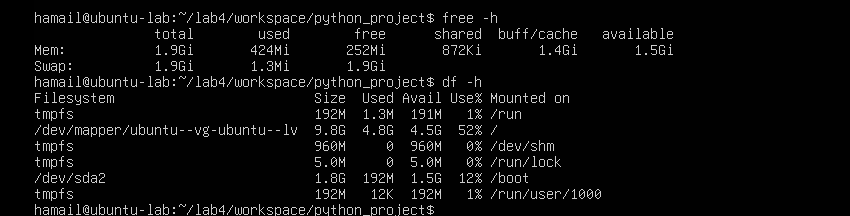 hamail@ubuntu-lab:~/lab4/workspace/python_project$ free -h
total used free shared buff/cache available
Mem: 1.9Gi 424Mi 252Mi 872Ki 1.4Gi 1.5Gi
Swap: 1.9Gi 1.3Mi 1.9Gi
hamail@ubuntu-lab:~/lab4/workspace/python_project$ df -h
Filesystem Size Used Avail Use% Mounted on
tmpfs 192M 1.3M 191M 1% /run
/dev/mapper/ubuntu--vg-ubuntu--lv 9.8G 4.8G 4.5G 52% /
tmpfs 960M 0 960M 0% /dev/shm
tmpfs 5.0M 0 5.0M 0% /run/lock
/dev/sda2 1.8G 192M 1.5G 12% /boot
tmpfs 192M 12K 192M 1% /run/user/1000
hamail@ubuntu-lab:~/lab4/workspace/python_project$